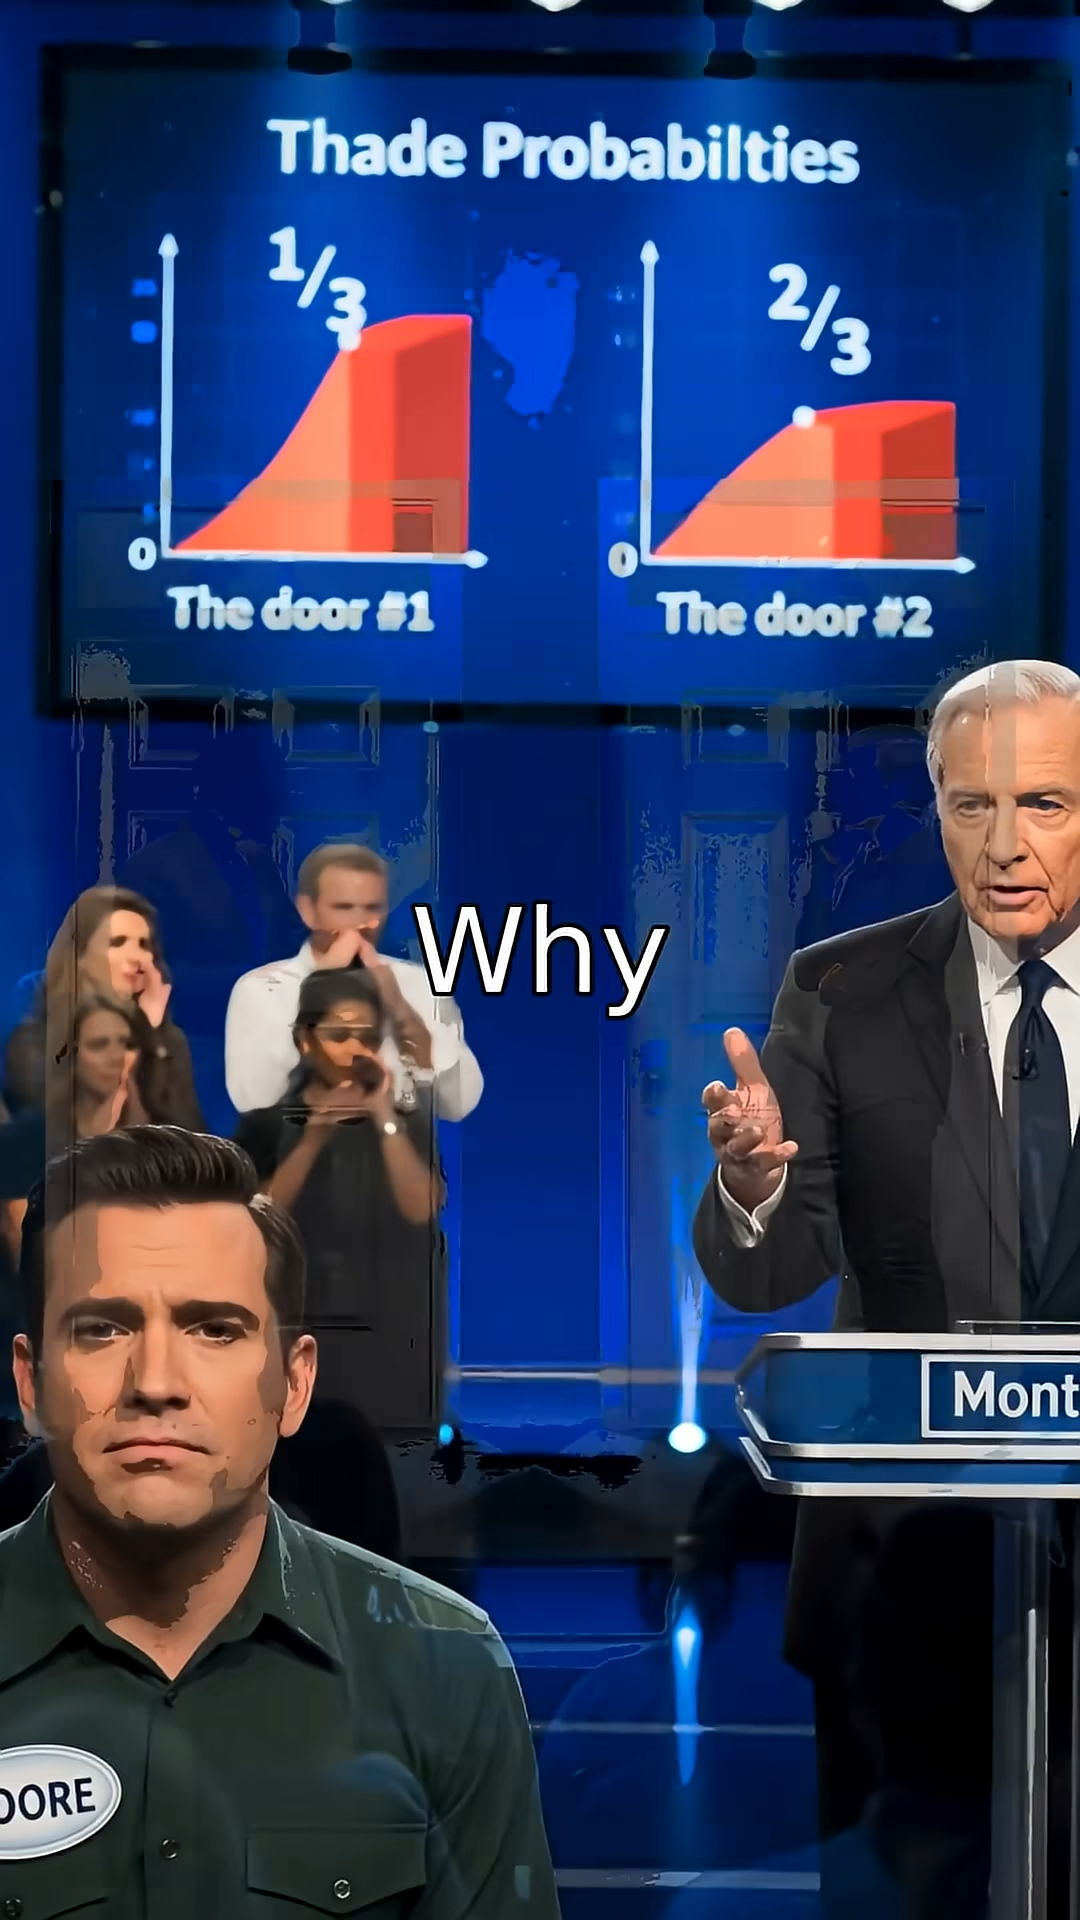 Thade Probabilties
1/3
2/3
0
0
The door #1
The door #2
Why
Mont
OORE